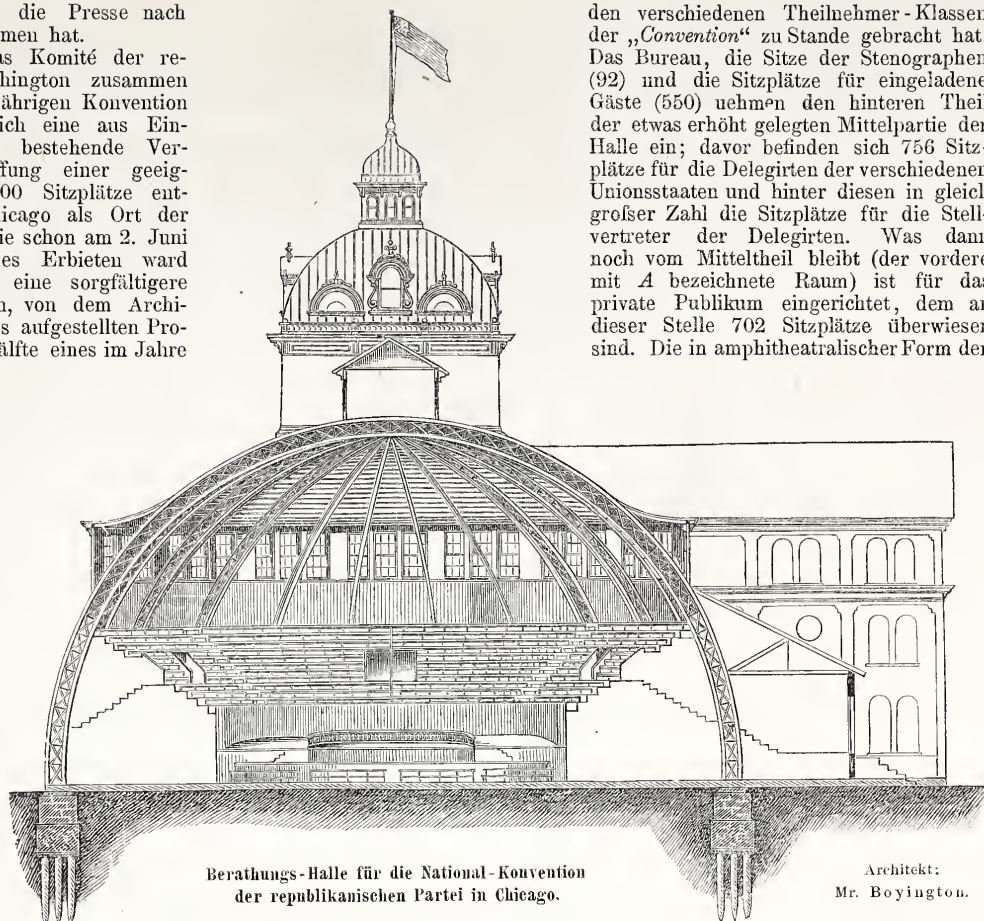 die Presse nach
men hat.
as Komité der re-
hington zusammen
jährigen Konvention
ich eine aus Ein-
bestehende Ver-
fung einer geeig-
00 Sitzplätze ent-
icago als Ort der
ie schon am 2. Juni
es Erbieten ward
eine sorgfältigere
n, von dem Archi-
s aufgestellten Pro-
älfte eines im Jahre
den verschiedenen Theilnehmer-Klassen
der „Convention“ zu Stande gebracht hat
Das Bureau, die Sitze der Stenographen
(92) und die Sitzplätze für eingeladene
Gäste (550) nehmen den hinteren Theil
der etwas erhöht gelegten Mittelpartie der
Halle ein; davor befinden sich 756 Sitz-
plätze für die Delegirten der verschiedenen
Unionsstaaten und hinter diesen in gleich
großser Zahl die Sitzplätze für die Stell-
vertreter der Delegirten. Was dann
noch vom Mitteltheil bleibt (der vordere
mit A bezeichnete Raum) ist für das
private Publikum eingerichtet, dem an
dieser Stelle 702 Sitzplätze überwiesen
sind. Die in amphitheatralischer Form der
Berathungs-Halle für die National-Konvention
der republikanischen Partei in Chicago.
Architekt:
Mr. Boyington.